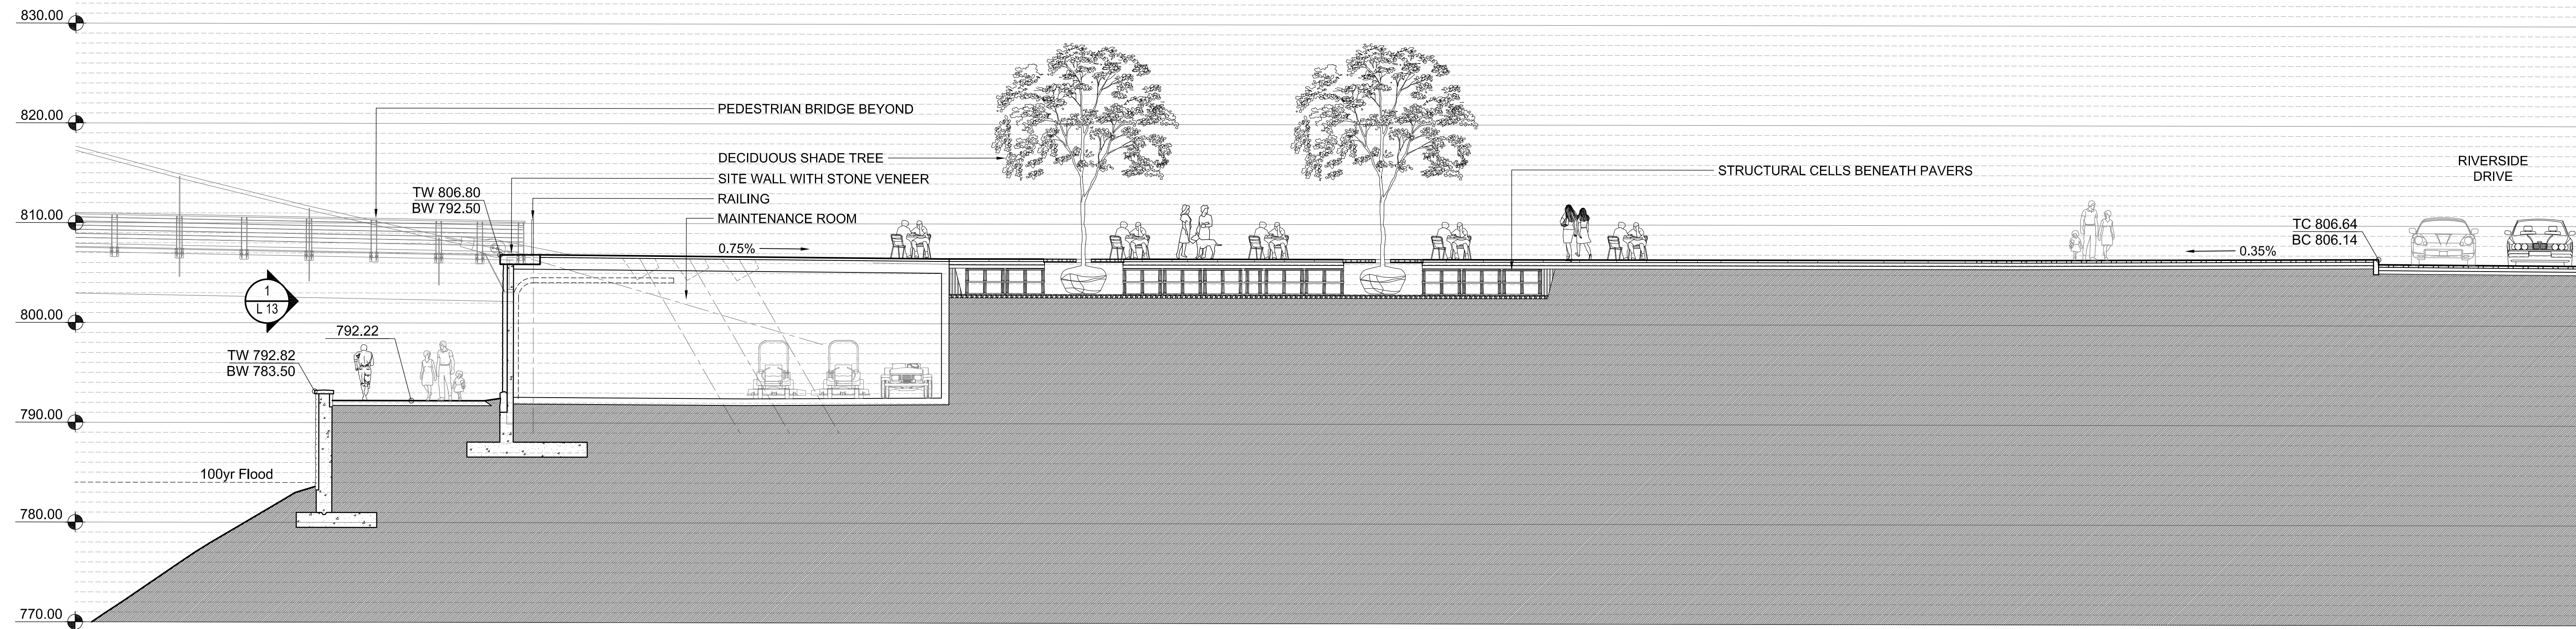 830.00
820.00
PEDESTRIAN BRIDGE BEYOND
DECIDUOUS SHADE TREE
SITE WALL WITH STONE VENEER
RAILING
MAINTENANCE ROOM
STRUCTURAL CELLS BENEATH PAVERS
RIVERSIDE
DRIVE
TW 806.80
BW 792.50
810.00
0.75%
TC 806.64
BC 806.14
0.35%
1
L 13
800.00
792.22
TW 792.82
BW 783.50
790.00
100yr Flood
780.00
770.00